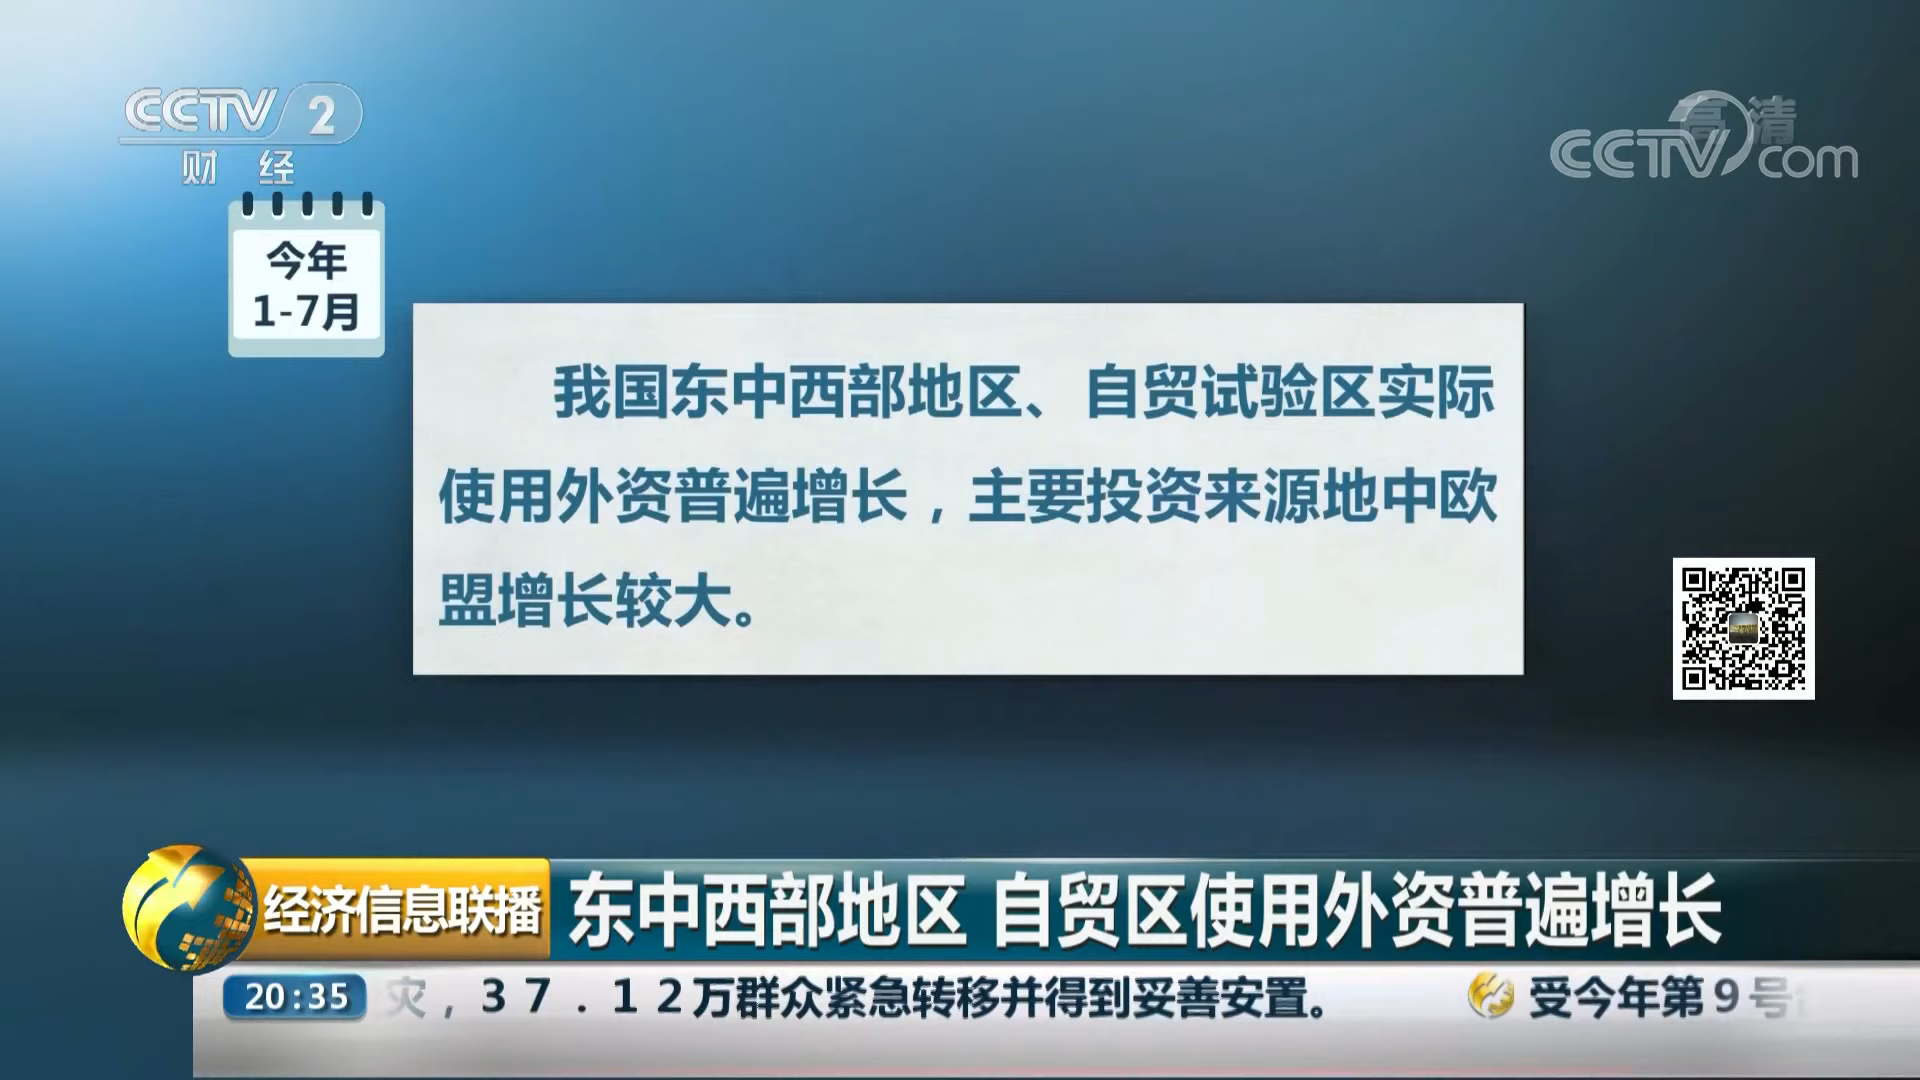 CCTV 2
财 经
高清
CCTV.com
今年
1-7月
我国东中西部地区、自贸试验区实际
使用外资普遍增长，主要投资来源地中欧
盟增长较大。
经济信息联播
东中西部地区 自贸区使用外资普遍增长
20:35
灾，37.12万群众紧急转移并得到妥善安置。
受今年第9号